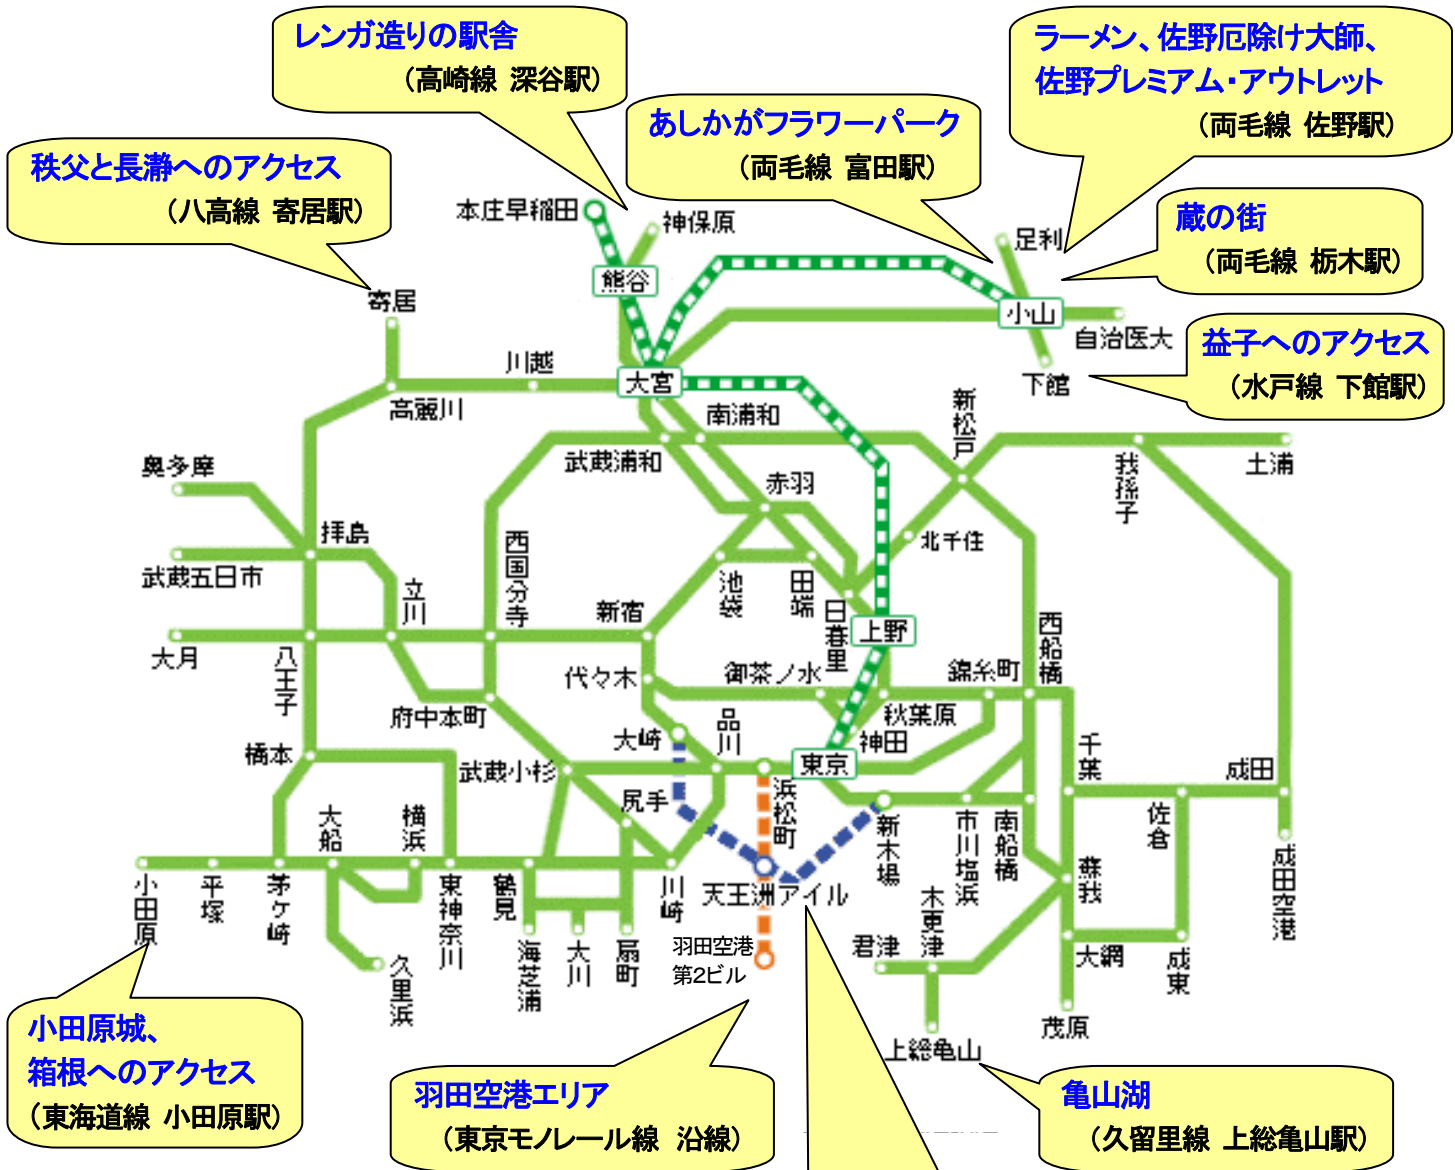 レンガ造りの駅舎
（高崎線 深谷駅）
ラーメン、佐野厄除け大師、
佐野プレミアム・アウトレット
（両毛線 佐野駅）
あしかがフラワーパーク
（両毛線 富田駅）
秩父と長瀞へのアクセス
（八高線 寄居駅）
蔵の街
（両毛線 栃木駅）
益子へのアクセス
（水戸線 下館駅）
本庄早稲田
神保原
足利
熊谷
小山
自治医大
下館
寄居
川越
大宮
高麗川
南浦和
新松戸
武蔵浦和
我孫子
土浦
奥多摩
赤羽
拝島
北千住
武蔵五日市
西国分寺
立川
池袋
田端
日暮里
新宿
上野
西船橋
大月
八王子
代々木
御茶ノ水
錦糸町
府中本町
秋葉原
品川
大崎
神田
東京
千葉
橋本
武蔵小杉
成田
浜松町
尻手
佐倉
大船
横浜
新木場
市川塩浜
南船橋
成田空港
小田原
平塚
茅ヶ崎
東神奈川
鶴見
川崎
天王洲アイル
蘇我
木更津
君津
羽田空港
第2ビル
海芝浦
大川
扇町
久里浜
大網
成東
茂原
上総亀山
小田原城、
箱根へのアクセス
（東海道線 小田原駅）
羽田空港エリア
（東京モノレール線 沿線）
亀山湖
（久留里線 上総亀山駅）